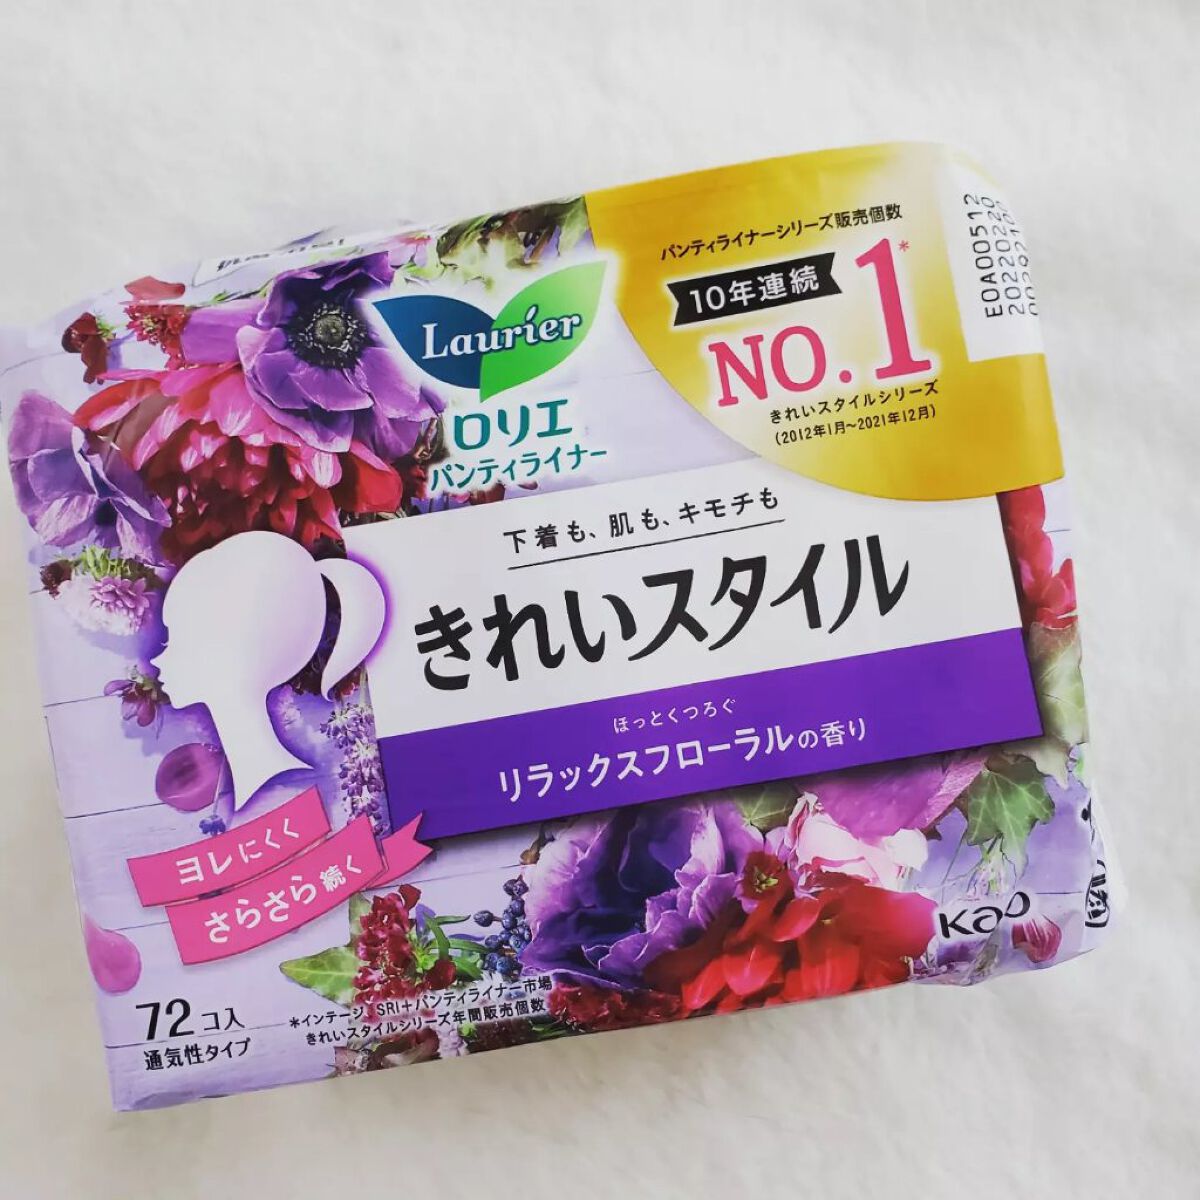 Laurier
ロリエ
パンティライナー
パンティライナーシリーズ販売個数
10年連続
NO.1*
きれいスタイルシリーズ
(2012年1月~2021年12月)
EOA00512
20220220
下着も、肌も、キモチも
きれいスタイル
ほっとくつろぐ
リラックスフローラルの香り
ヨレにくく
さらさら続く
72コ入
通気性タイプ
*インテージ SRI+パンティライナー市場
きれいスタイルシリーズ年間販売個数
Kao